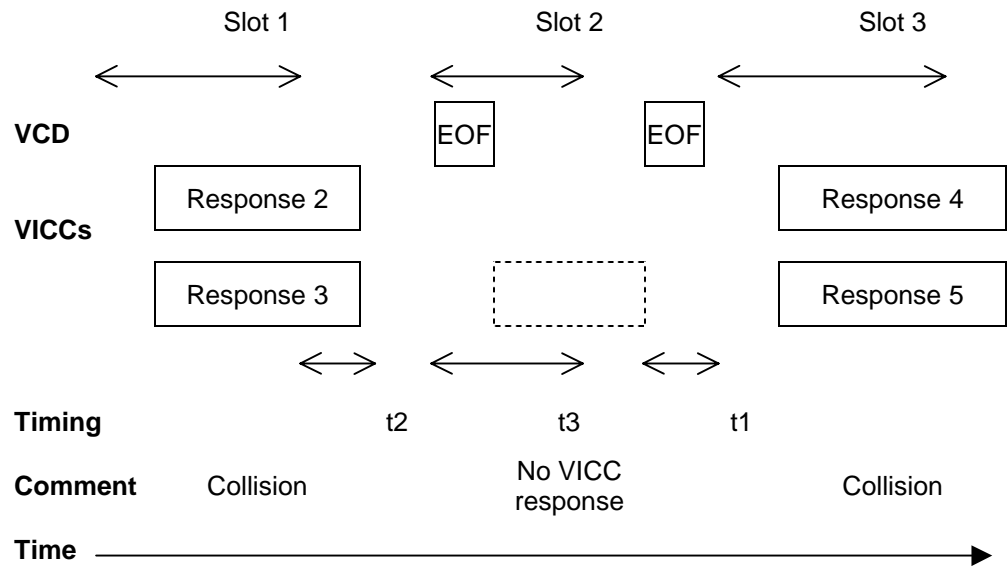 Slot 1 Slot 2 Slot 3
VCD EOF EOF
Response 2 Response 4
VICCs
Response 3 Response 5
Timing t2 t3 t1
Comment Collision No VICC response Collision
Time